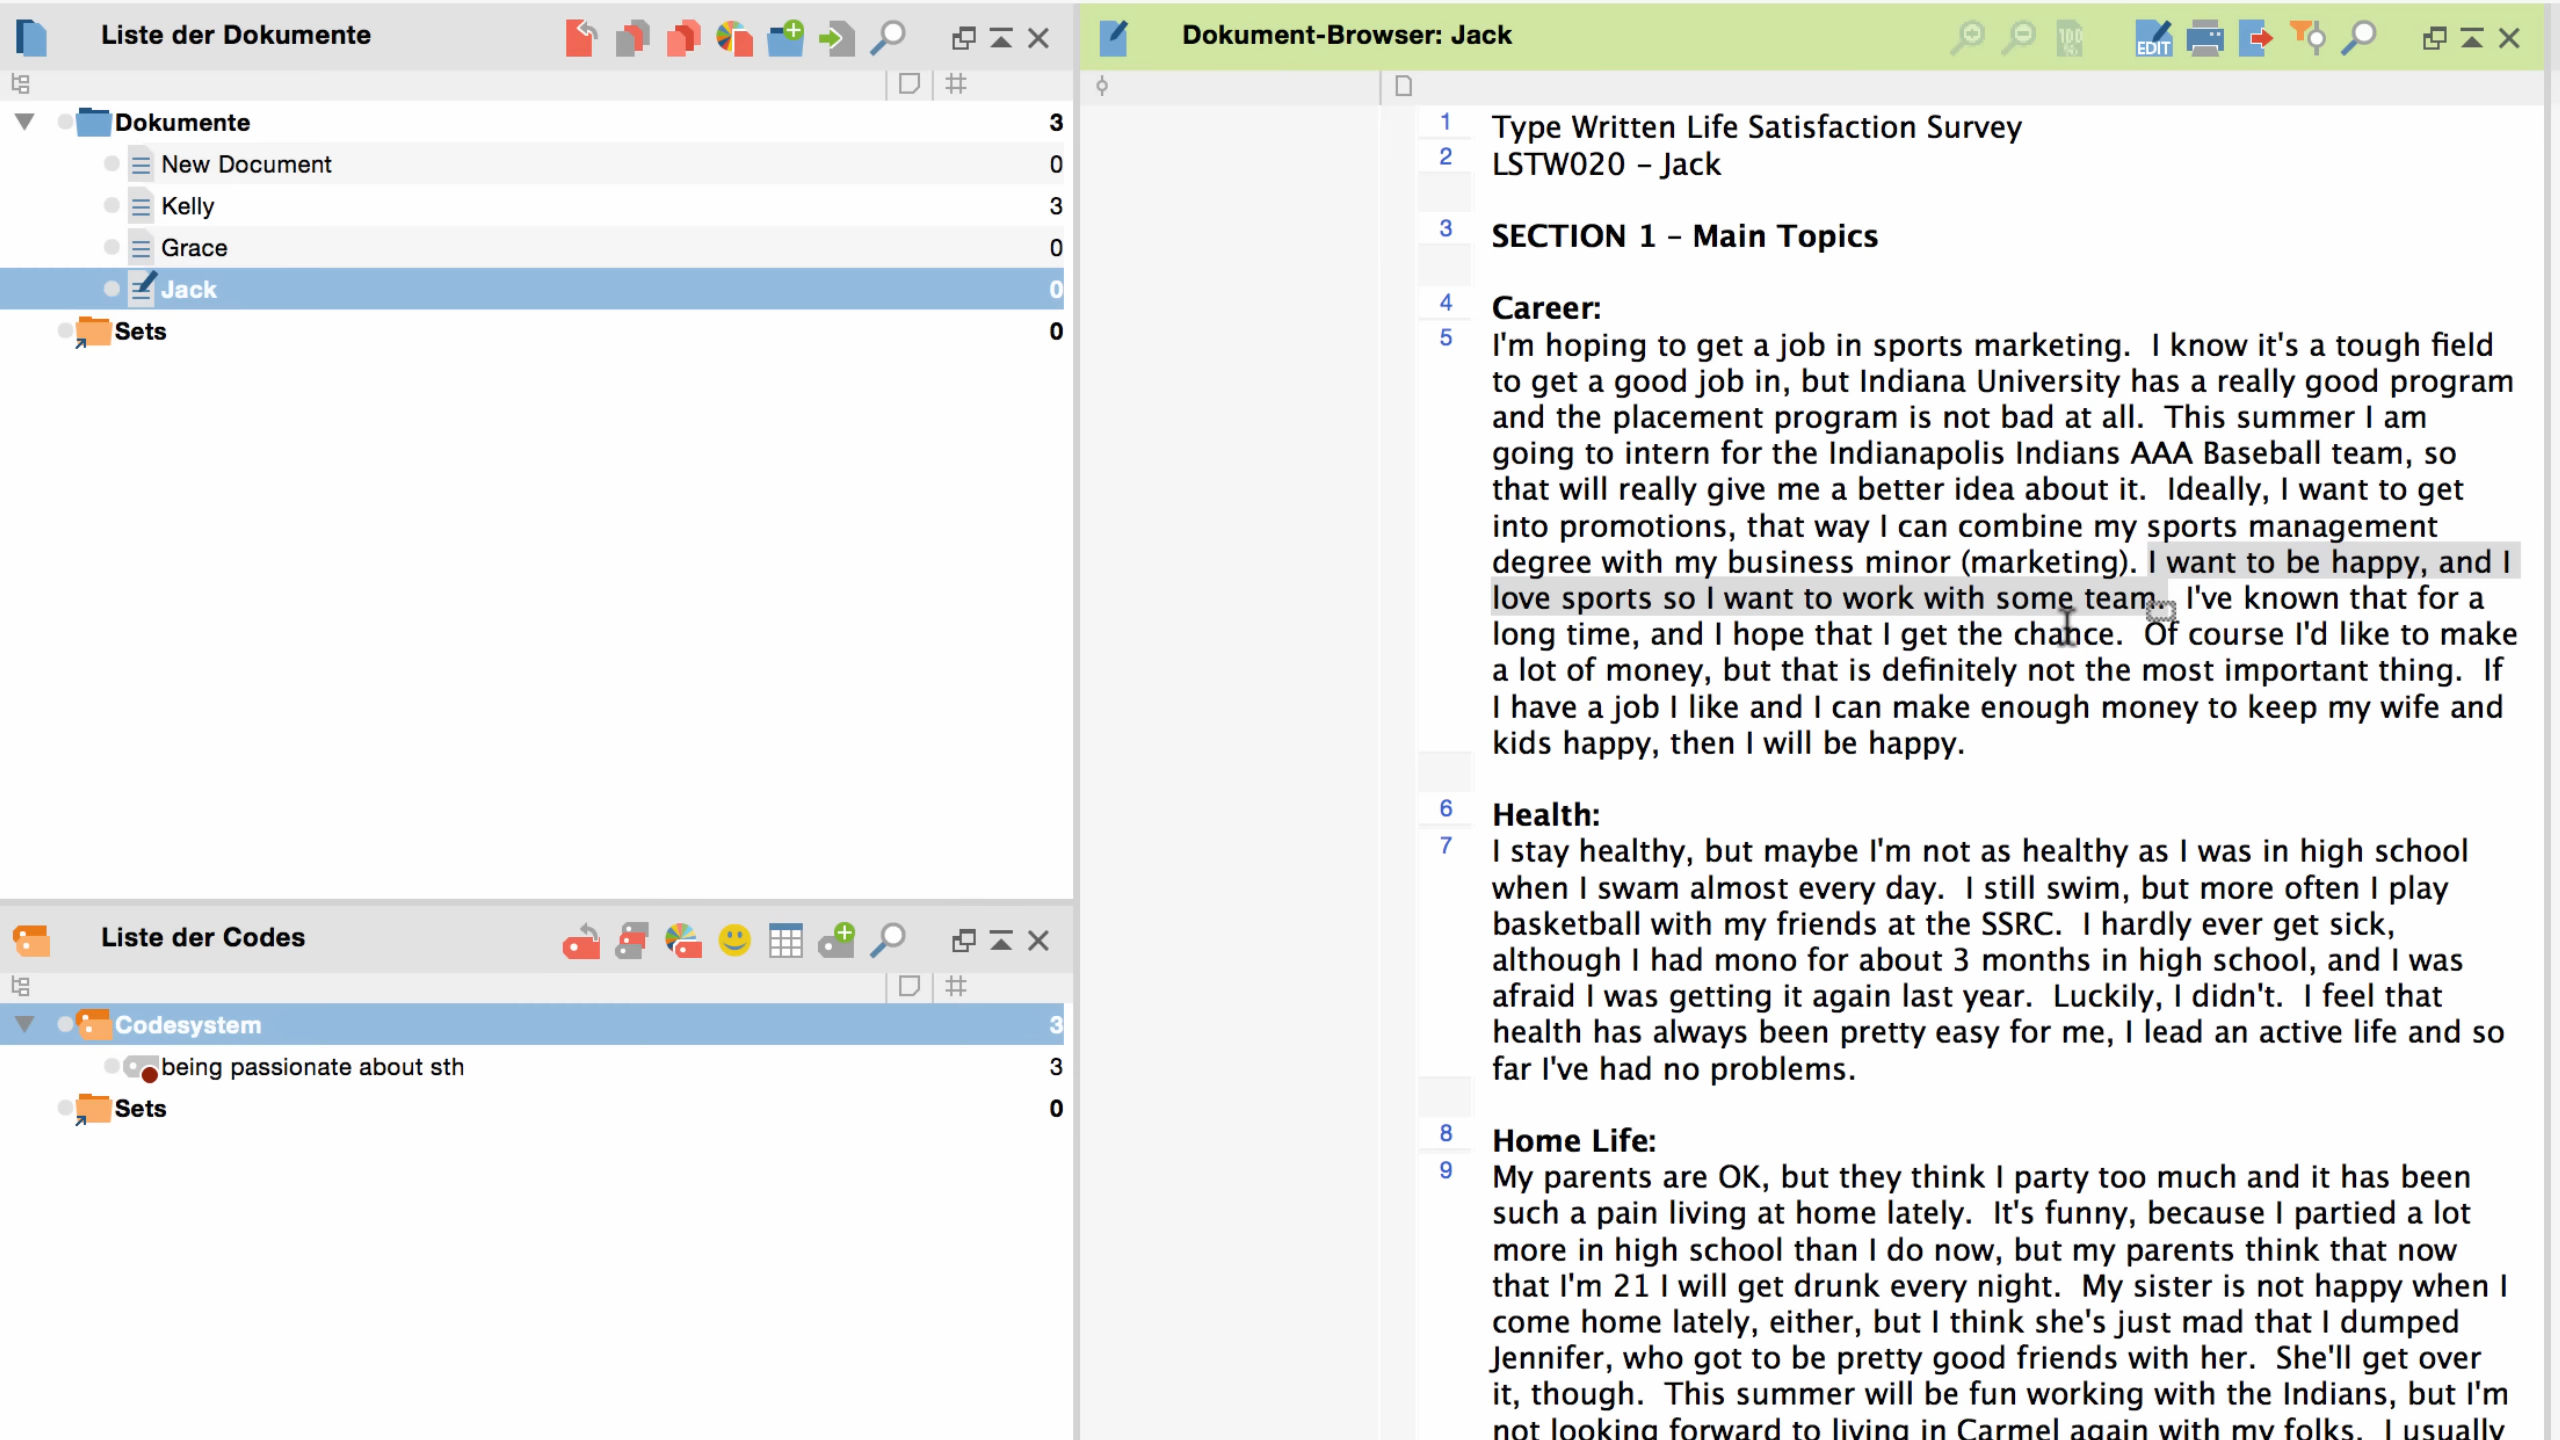 Liste der Dokumente
Dokumente 3
New Document 0
Kelly 3
Grace 0
Jack 0
Sets 0
Liste der Codes
Codesystem 3
being passionate about sth 3
Sets 0
Dokument-Browser: Jack
100 %
EDIT
1 Type Written Life Satisfaction Survey
2 LSTW020 – Jack
3 SECTION 1 – Main Topics
4 Career:
5 I'm hoping to get a job in sports marketing.  I know it's a tough field
to get a good job in, but Indiana University has a really good program
and the placement program is not bad at all.  This summer I am
going to intern for the Indianapolis Indians AAA Baseball team, so
that will really give me a better idea about it.  Ideally, I want to get
into promotions, that way I can combine my sports management
degree with my business minor (marketing). I want to be happy, and I
love sports so I want to work with some team.  I've known that for a
long time, and I hope that I get the chance.  Of course I'd like to make
a lot of money, but that is definitely not the most important thing.  If
I have a job I like and I can make enough money to keep my wife and
kids happy, then I will be happy.
6 Health:
7 I stay healthy, but maybe I'm not as healthy as I was in high school
when I swam almost every day.  I still swim, but more often I play
basketball with my friends at the SSRC.  I hardly ever get sick,
although I had mono for about 3 months in high school, and I was
afraid I was getting it again last year.  Luckily, I didn't.  I feel that
health has always been pretty easy for me, I lead an active life and so
far I've had no problems.
8 Home Life:
9 My parents are OK, but they think I party too much and it has been
such a pain living at home lately.  It's funny, because I partied a lot
more in high school than I do now, but my parents think that now
that I'm 21 I will get drunk every night.  My sister is not happy when I
come home lately, either, but I think she's just mad that I dumped
Jennifer, who got to be pretty good friends with her.  She'll get over
it, though.  This summer will be fun working with the Indians, but I'm
not looking forward to living in Carmel again with my folks.  I usually